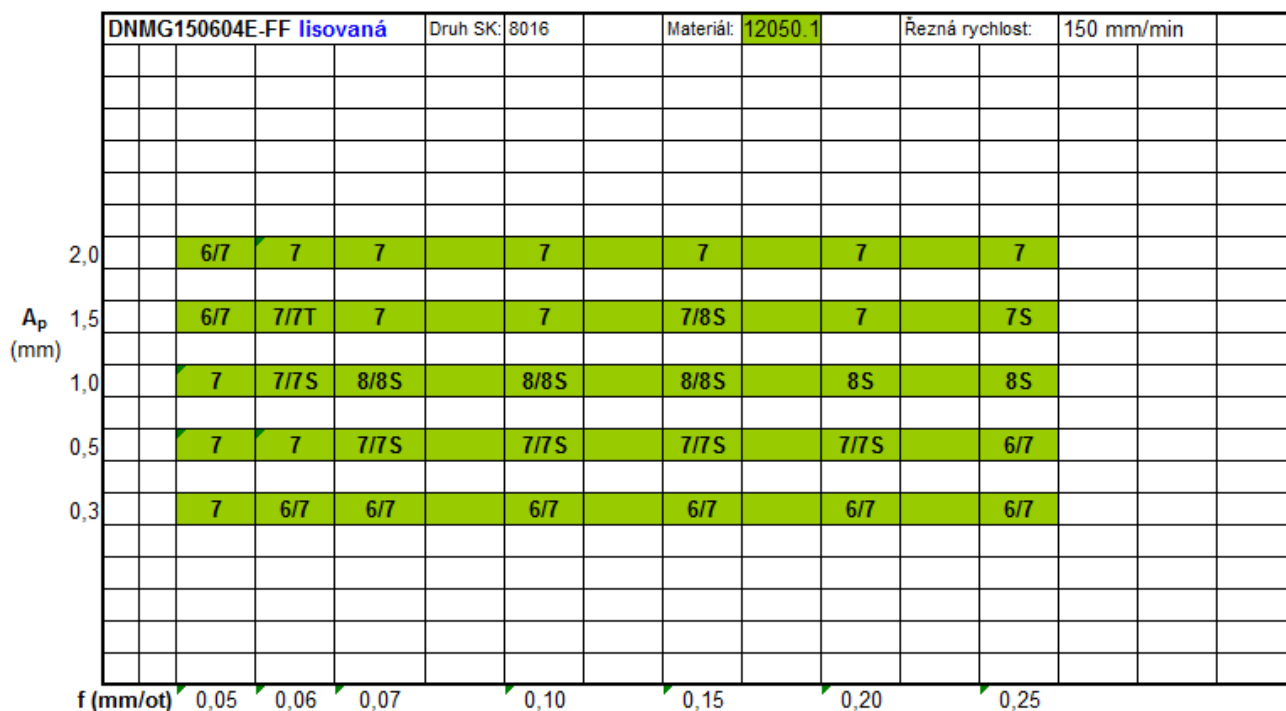 DNMG150604E-FF lisovaná Druh SK: 8016 Materiál: 12050.1 Řezná rychlost: 150 mm/min
2,0 6/7 7 7 7 7 7 7
Ap 1,5 6/7 7/7T 7 7 7/8S 7 7S
(mm)
1,0 7 7/7S 8/8S 8/8S 8/8S 8S 8S
0,5 7 7 7/7S 7/7S 7/7S 7/7S 6/7
0,3 7 6/7 6/7 6/7 6/7 6/7 6/7
f (mm/ot) 0,05 0,06 0,07 0,10 0,15 0,20 0,25